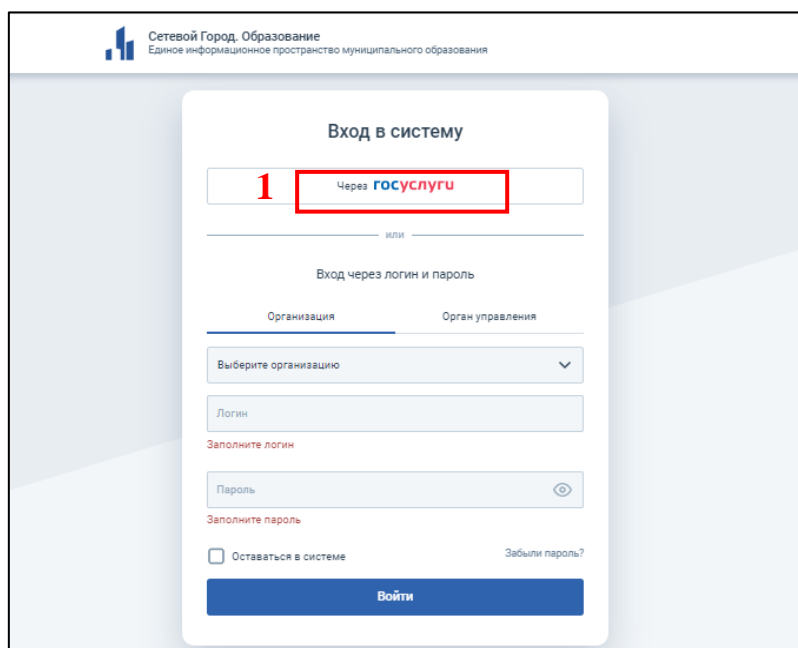 Сетевой Город. Образование
Единое информационное пространство муниципального образования
Вход в систему
1 Через госуслуги
или
Вход через логин и пароль
Организация Орган управления
Выберите организацию
Логин
Заполните логин
Пароль
Заполните пароль
Оставаться в системе Забыли пароль?
Войти